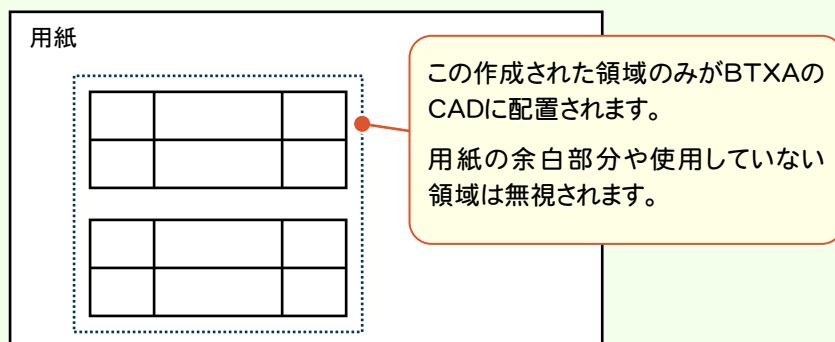 用紙
この作成された領域のみがBTXAの
CADに配置されます。
用紙の余白部分や使用していない
領域は無視されます。